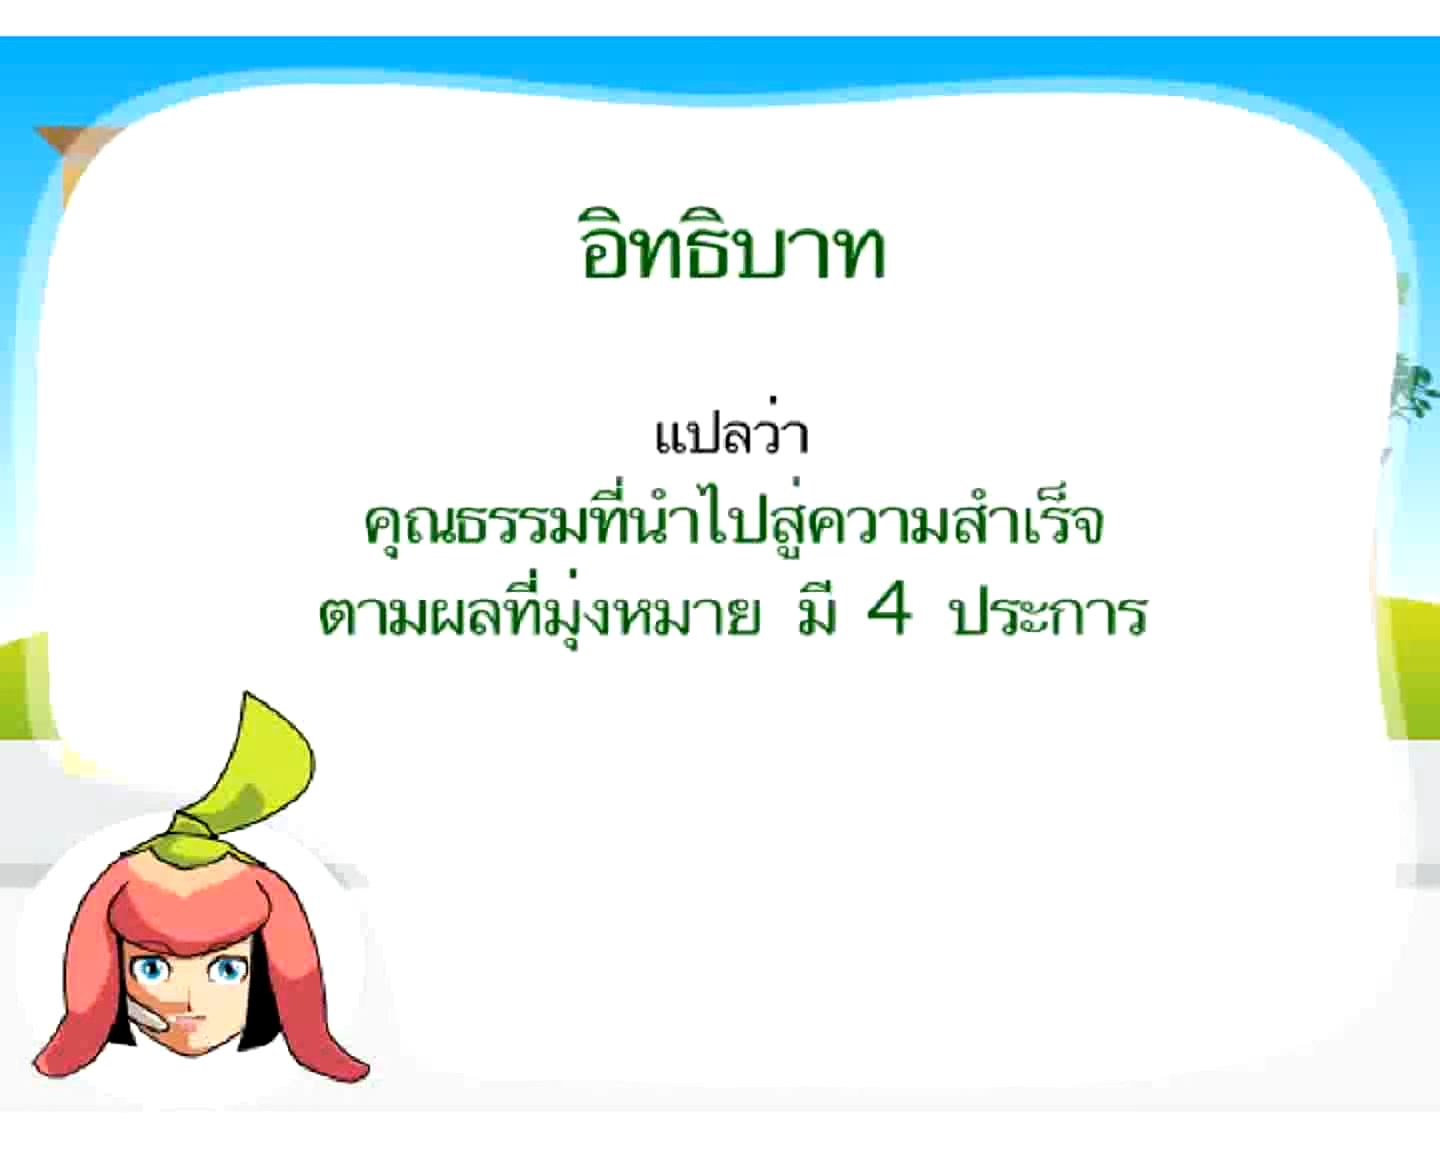 อิทธิบาท
แปลว่า
คุณธรรมที่นำไปสู่ความสำเร็จ
ตามผลที่มุ่งหมาย มี 4 ประการ